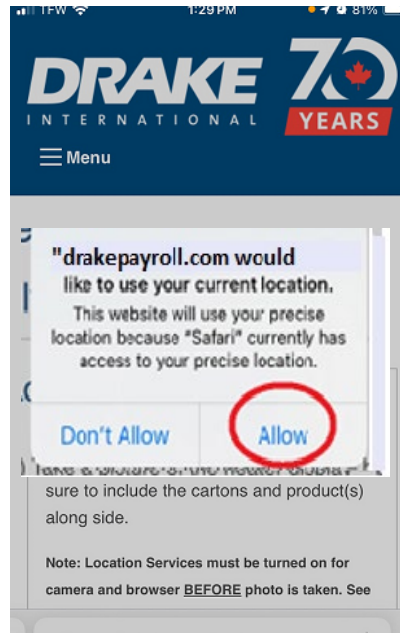 TFW 1:29 PM 81%
DRAKE 70
INTERNATIONAL YEARS
Menu
"drakepayroll.com would
like to use your current location.
This website will use your precise
location because "Safari" currently has
access to your precise location.
Don't Allow Allow
sure to include the cartons and product(s)
along side.
Note: Location Services must be turned on for
camera and browser BEFORE photo is taken. See